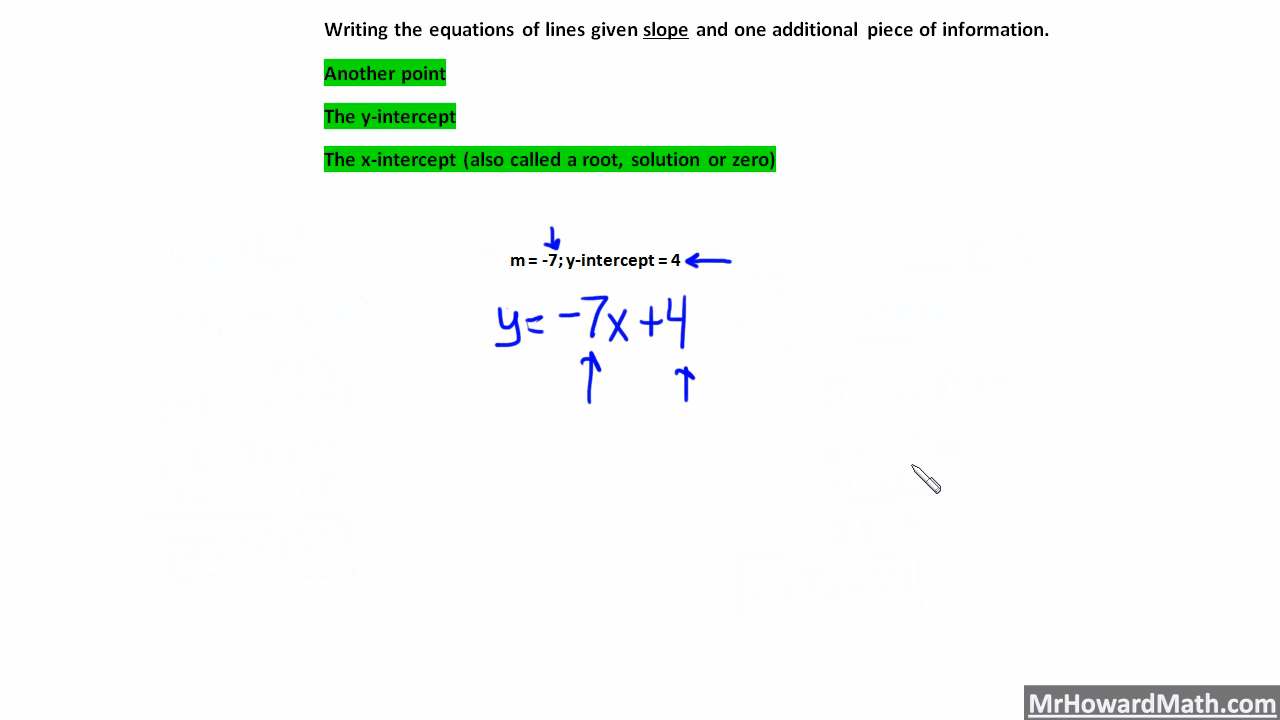 Writing the equations of lines given slope and one additional piece of information.
Another point
The y-intercept
The x-intercept (also called a root, solution or zero)
m = -7; y-intercept = 4
y = -7x + 4
MrHowardMath.com